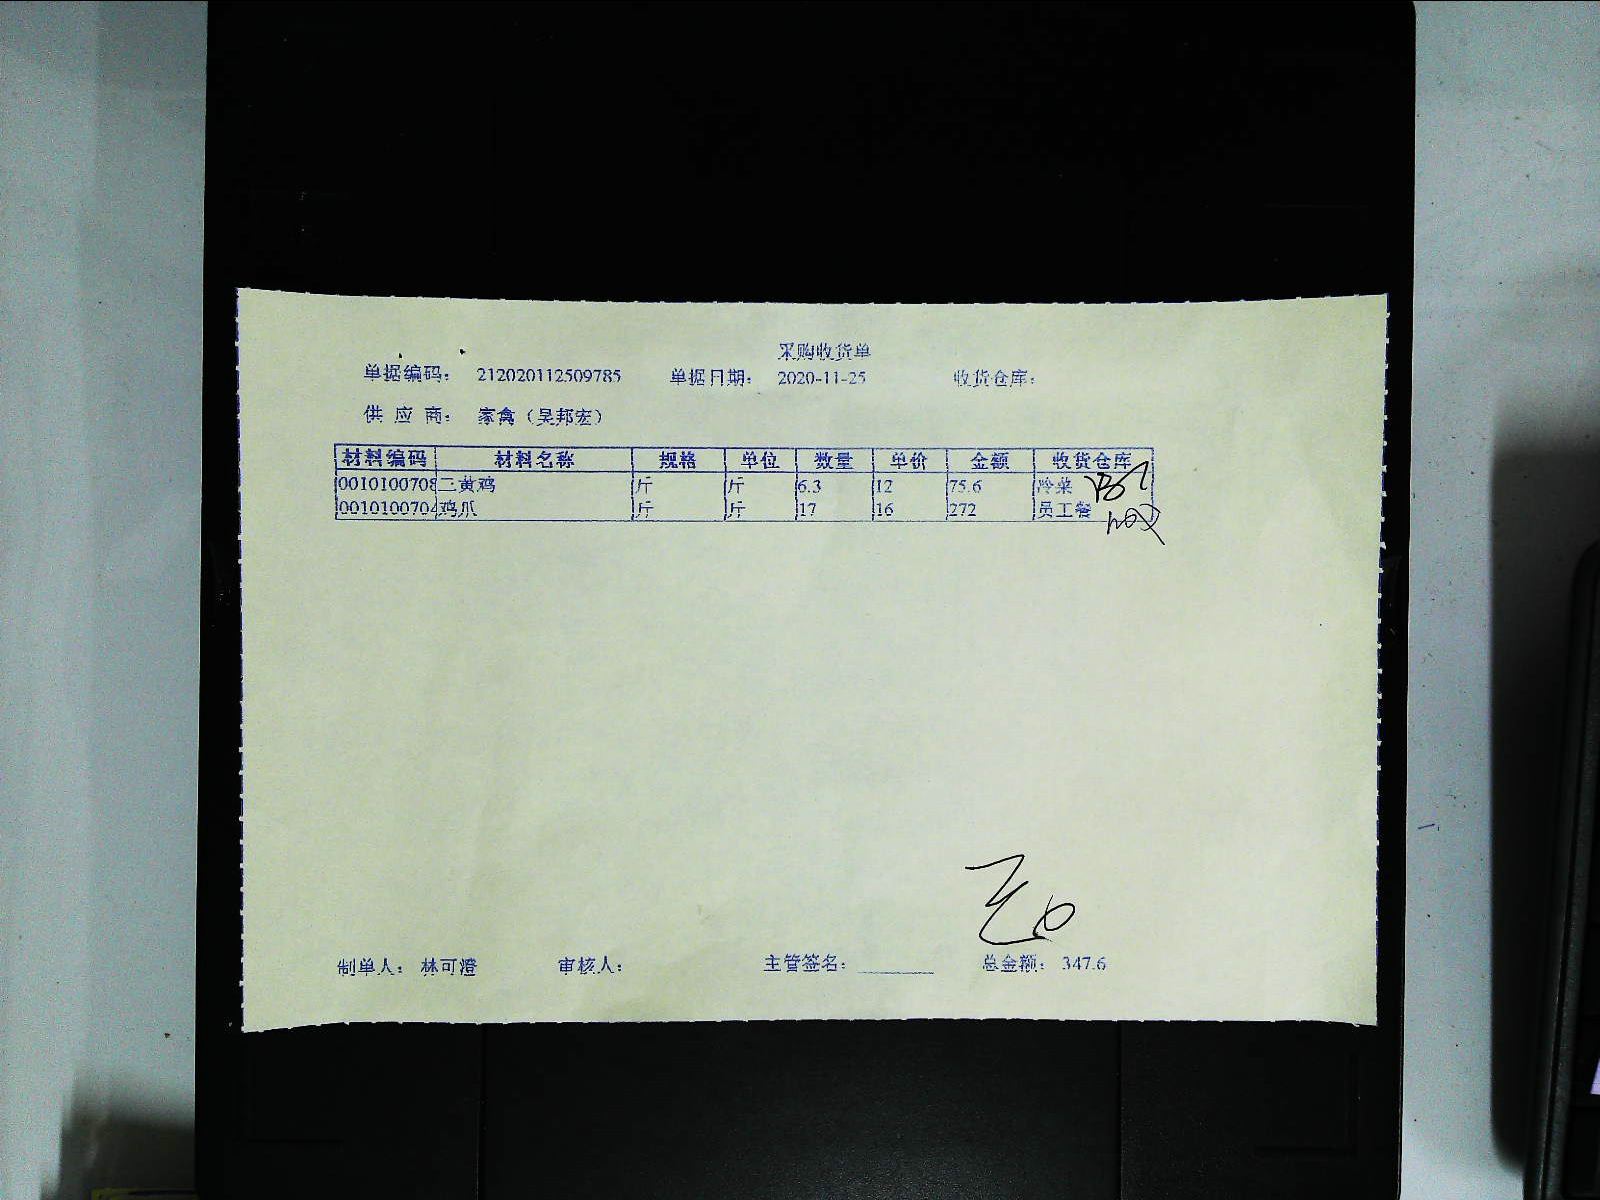 采购收货单
单据编码： 212020112509785 单据日期： 2020-11-25 收货仓库：
供 应 商： 家禽（吴邦宏）
材料编码 材料名称 规格 单位 数量 单价 金额 收货仓库
0010100708 二黄鸡 斤 斤 6.3 12 75.6 冷菜
0010100704 鸡爪 斤 斤 17 16 272 员工餐
制单人： 林可澄 审核人： 主管签名： 总金额： 347.6